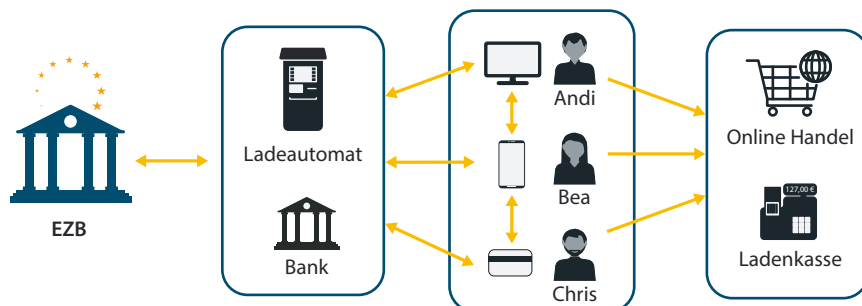 EZB
Ladeautomat
Bank
Andi
Bea
Chris
Online Handel
127,00 €
Ladenkasse